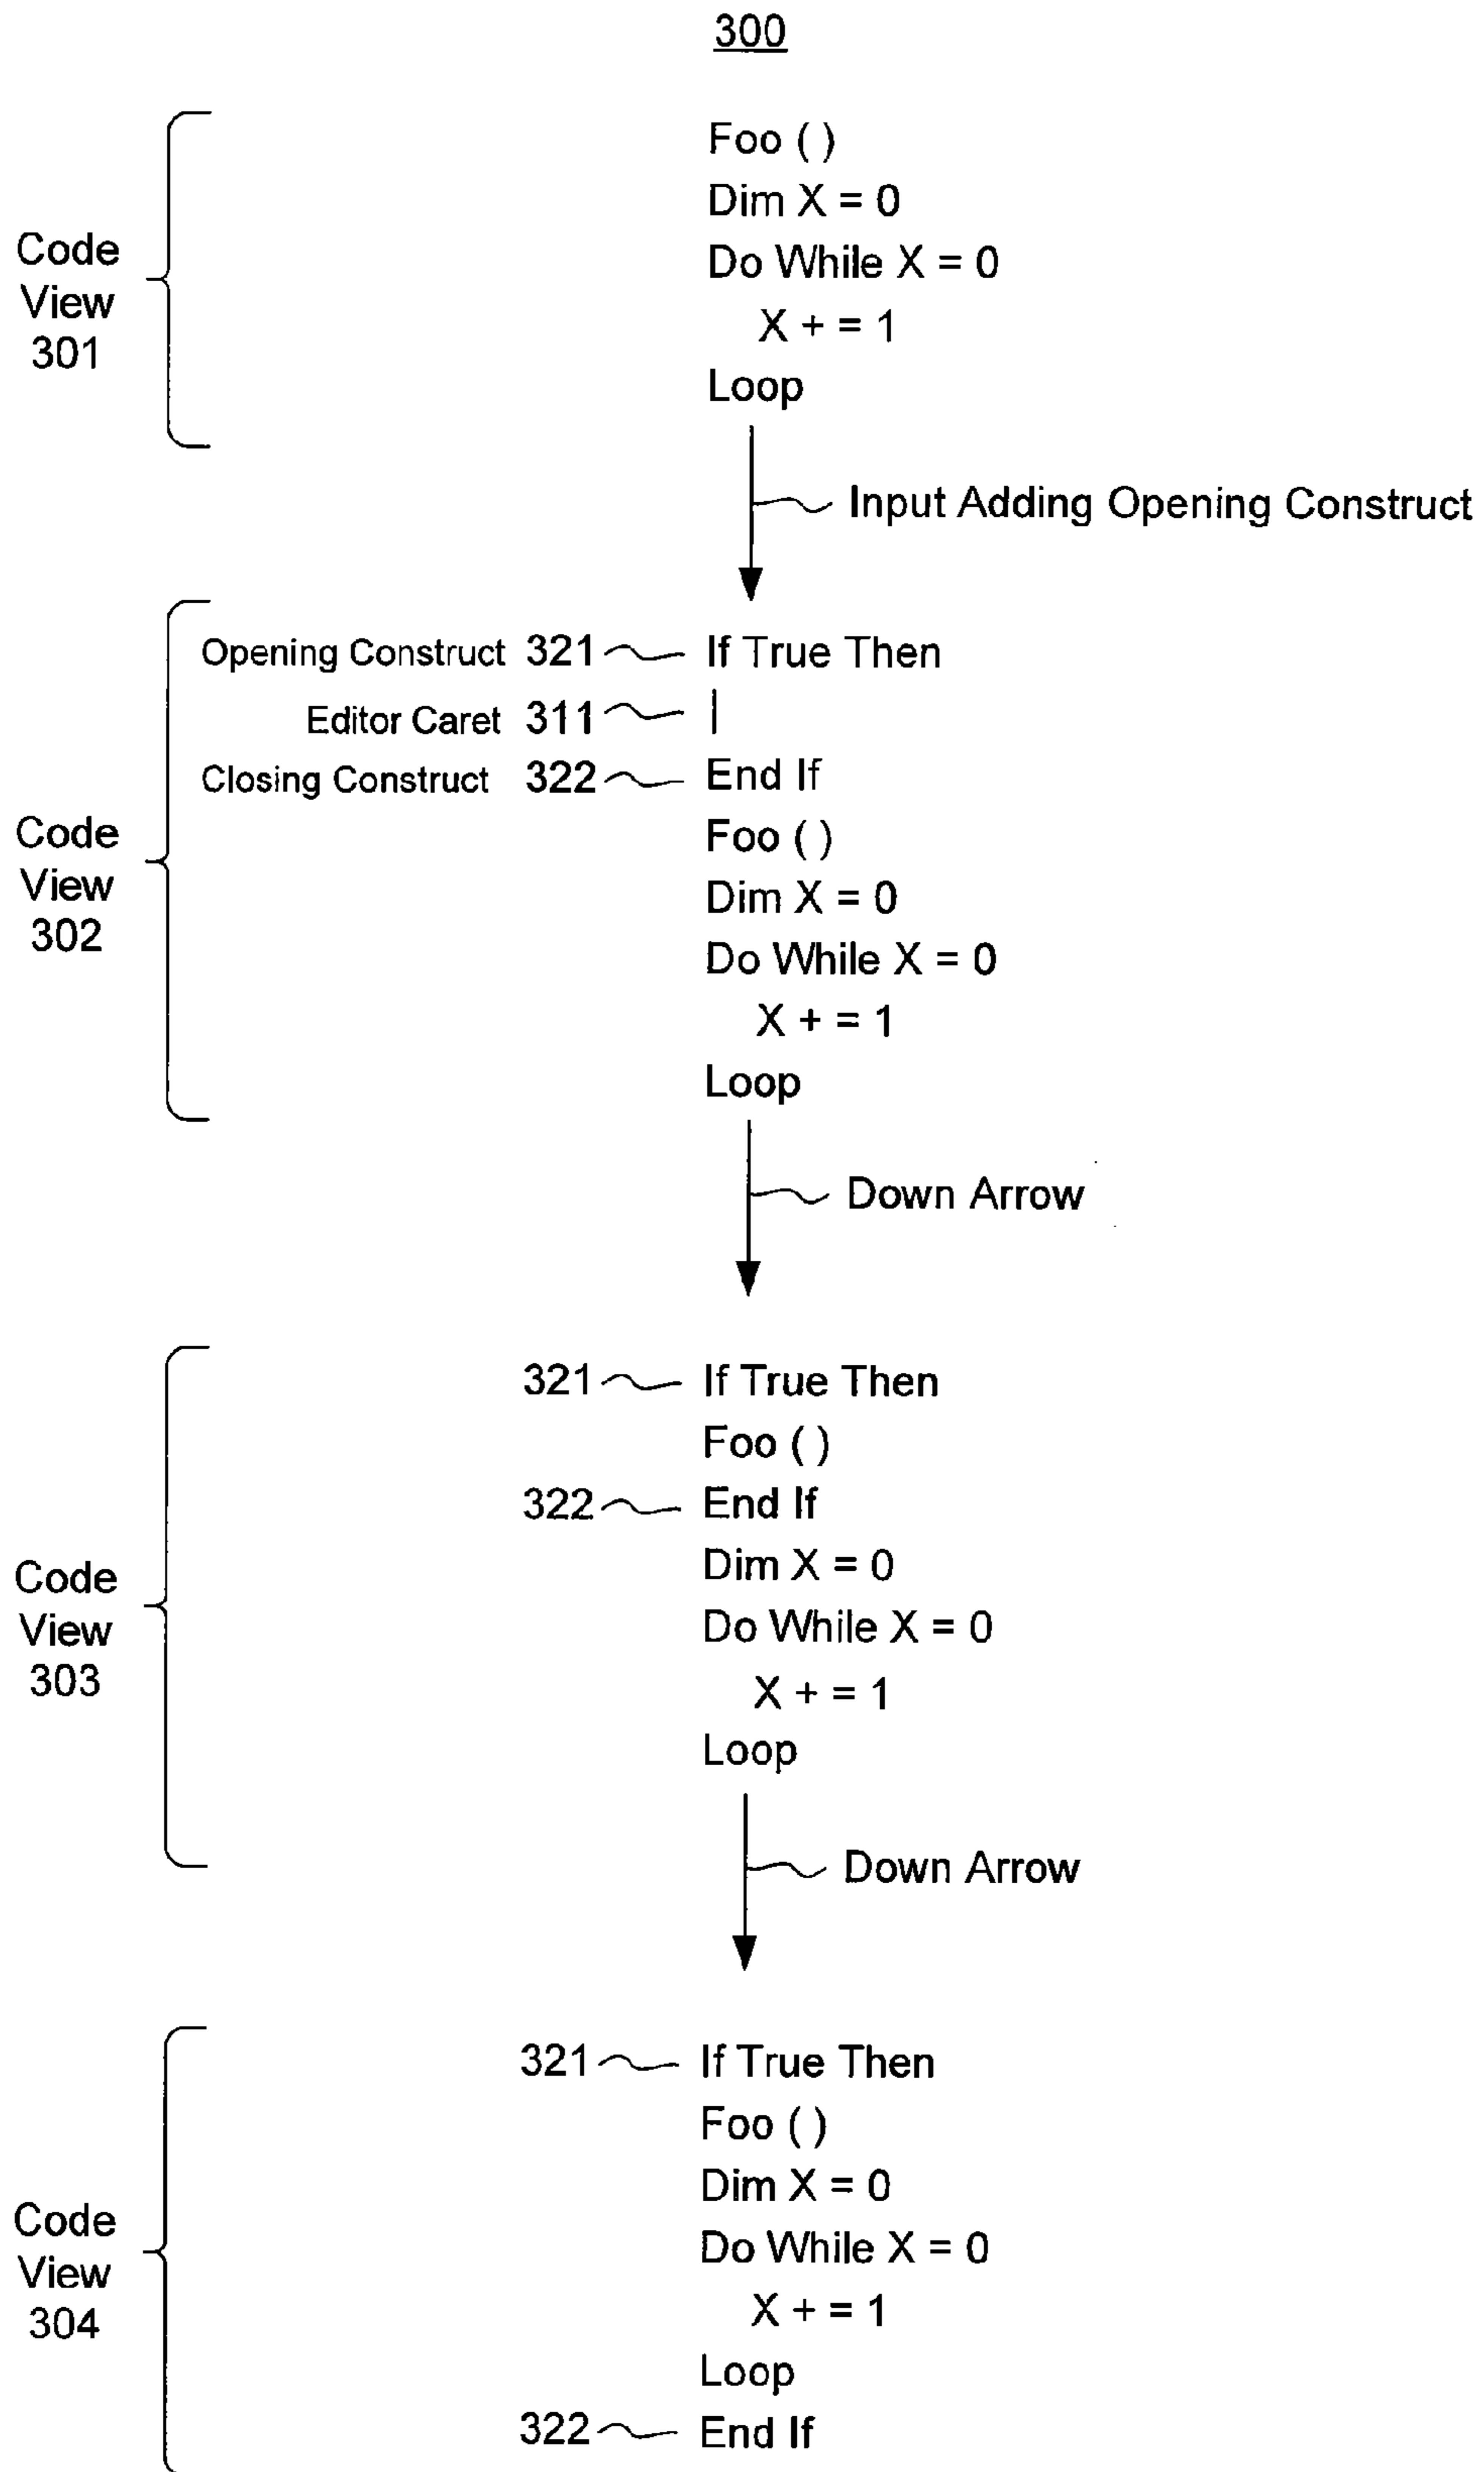 300
Code
View
301
Foo ( )
Dim X = 0
Do While X = 0
X + = 1
Loop
Input Adding Opening Construct
Code
View
302
Opening Construct 321 If True Then
Editor Caret 311 |
Closing Construct 322 End If
Foo ( )
Dim X = 0
Do While X = 0
X + = 1
Loop
Down Arrow
Code
View
303
321 If True Then
Foo ( )
322 End If
Dim X = 0
Do While X = 0
X + = 1
Loop
Down Arrow
Code
View
304
321 If True Then
Foo ( )
Dim X = 0
Do While X = 0
X + = 1
Loop
322 End If